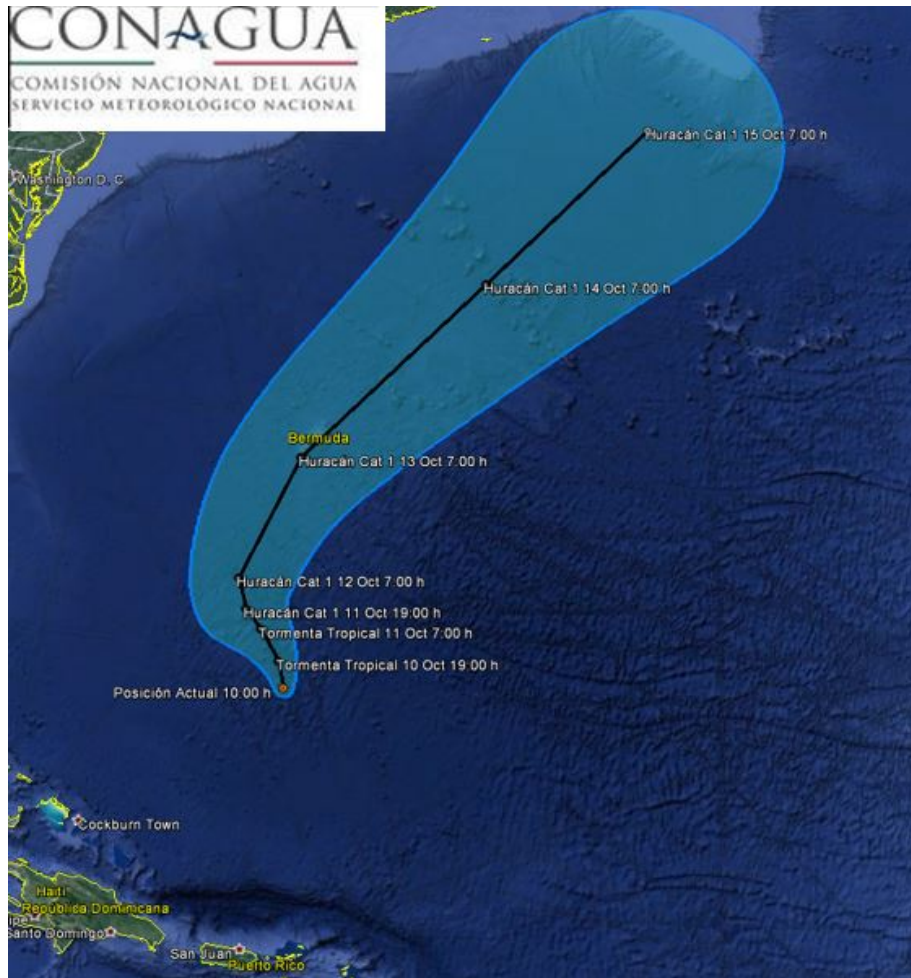 CONAGUA
COMISIÓN NACIONAL DEL AGUA
SERVICIO METEOROLÓGICO NACIONAL
Huracán Cat 1 15 Oct 7:00 h
Washington D. C.
Huracán Cat 1 14 Oct 7:00 h
Bermuda
Huracán Cat 1 13 Oct 7:00 h
Huracán Cat 1 12 Oct 7:00 h
Huracán Cat 1 11 Oct 19:00 h
Tormenta Tropical 11 Oct 7:00 h
Tormenta Tropical 10 Oct 19:00 h
Posición Actual 10:00 h
Cockburn Town
Haiti
República Dominicana
Santo Domingo
San Juan
Puerto Rico